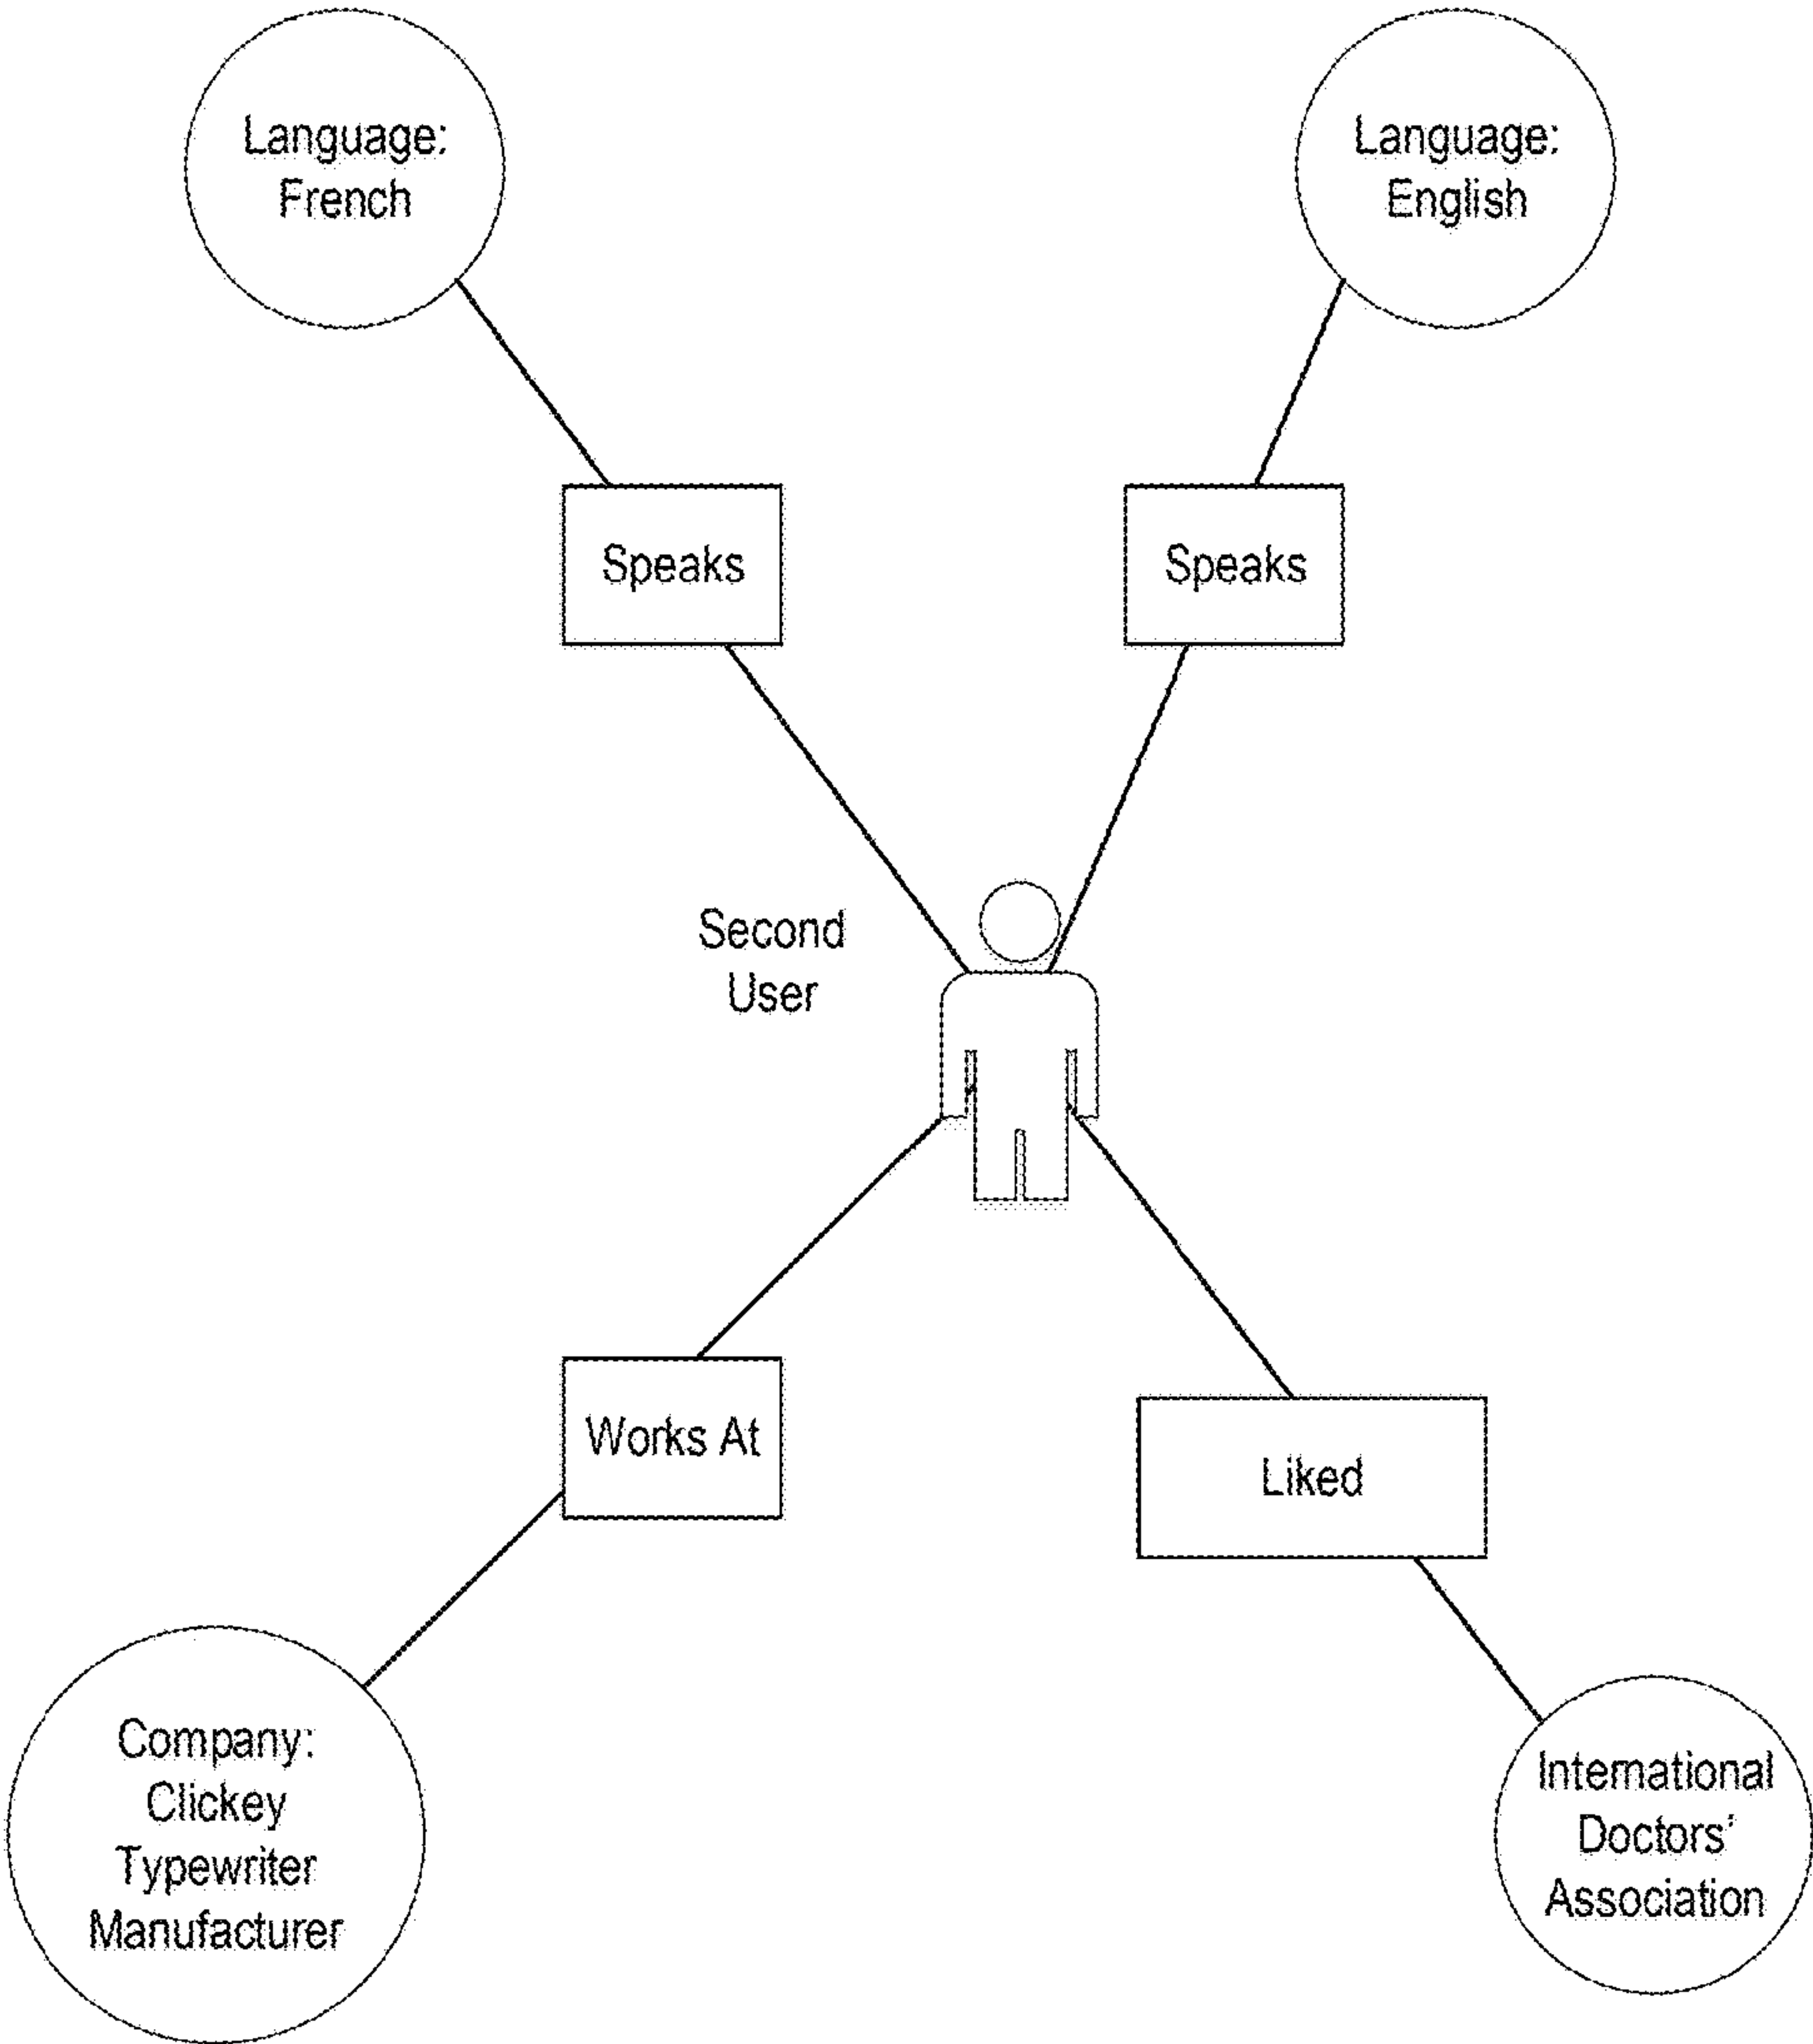 Language:
French
Language:
English
Speaks
Speaks
Second
User
Works At
Liked
Company:
Clickey
Typewriter
Manufacturer
International
Doctors'
Association